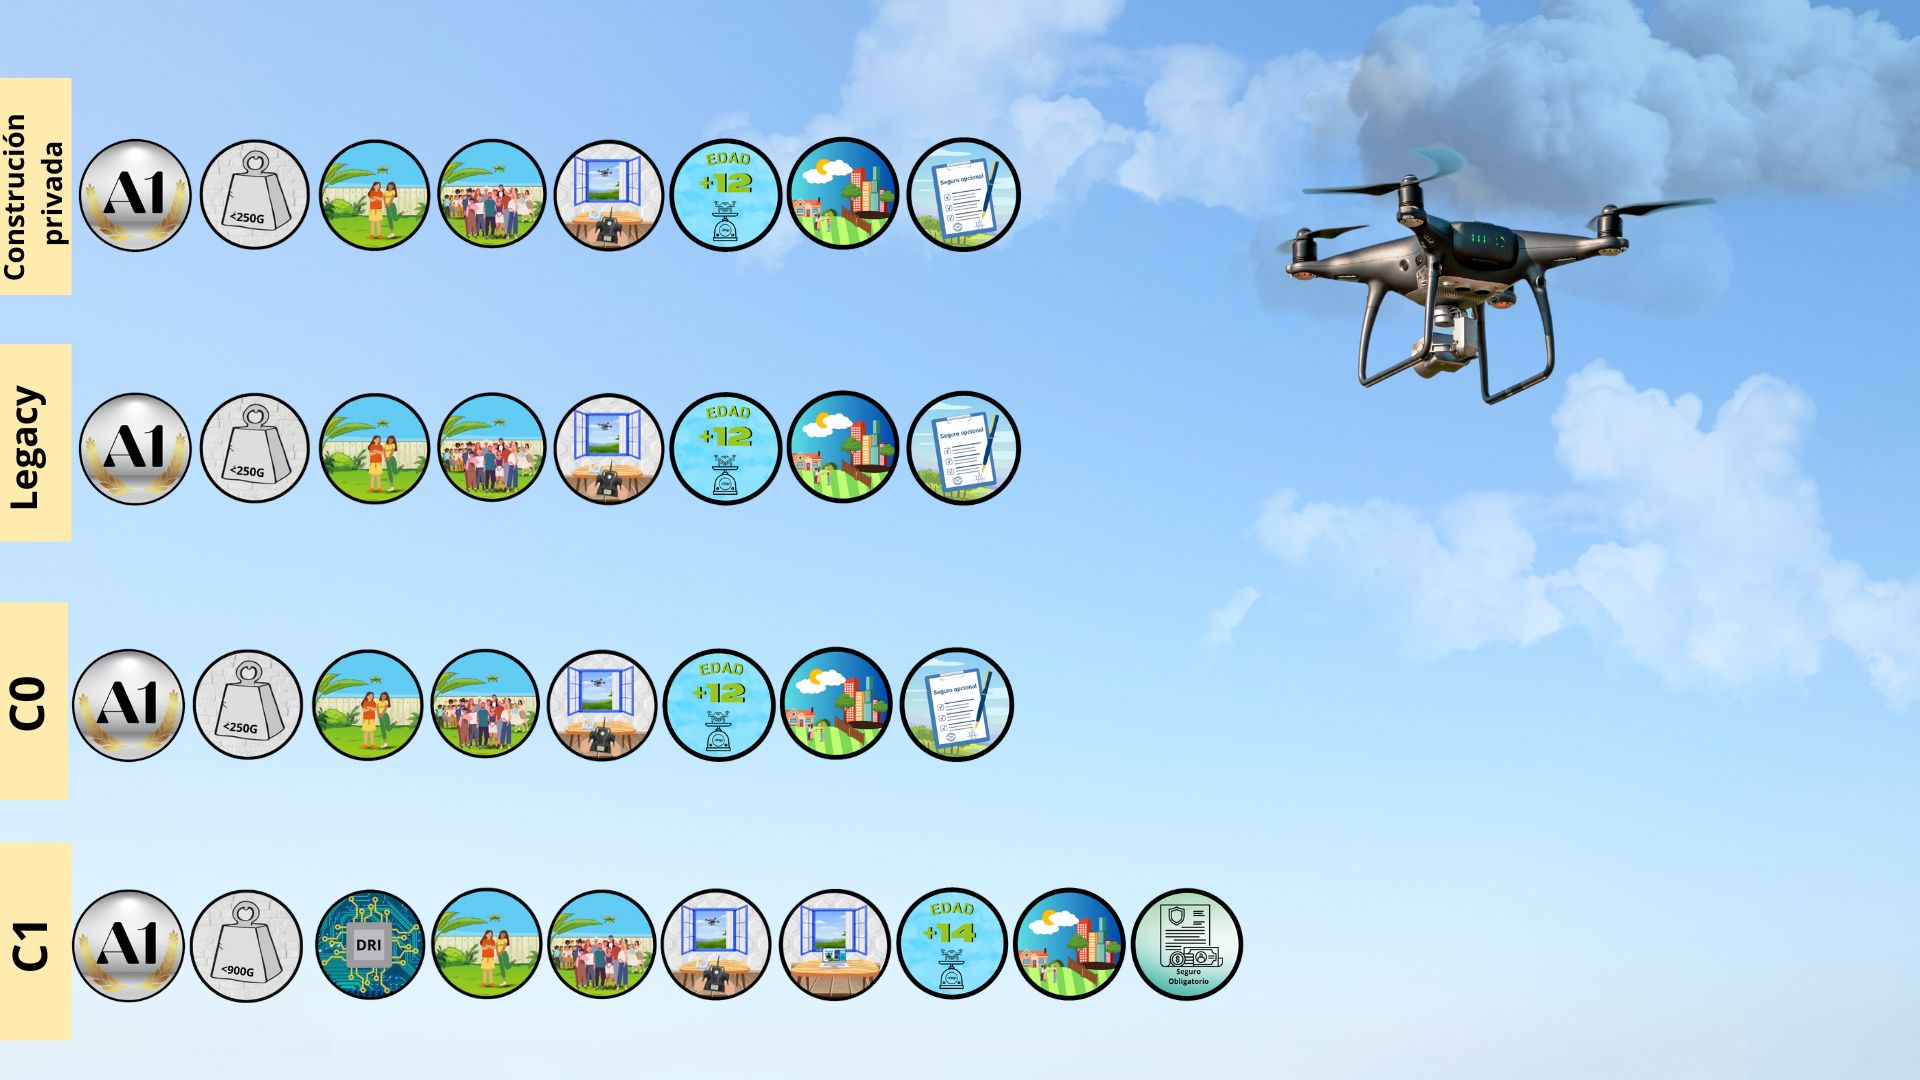 Construción
privada
A1
<250G
EDAD
+12
Seguro opcional
Legacy
A1
<250G
EDAD
+12
Seguro opcional
C0
A1
<250G
EDAD
+12
Seguro opcional
C1
A1
<900G
DRI
EDAD
+14
Seguro
Obligatorio